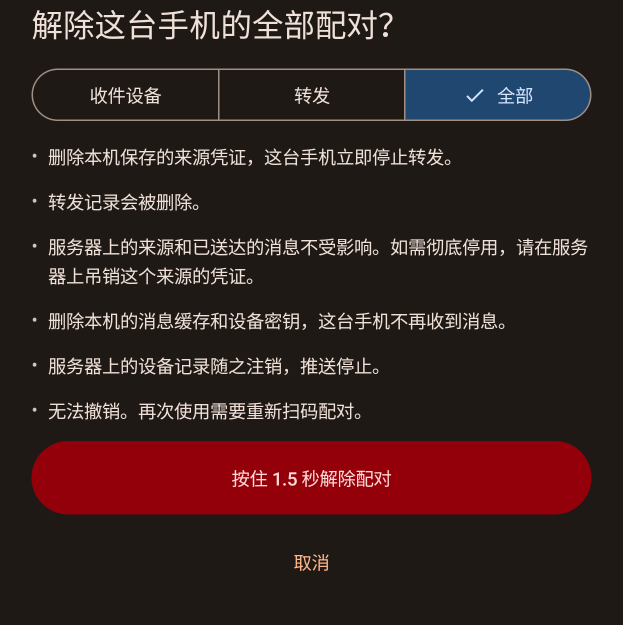 解除这台手机的全部配对？
收件设备
转发
全部
删除本机保存的来源凭证，这台手机立即停止转发。
转发记录会被删除。
服务器上的来源和已送达的消息不受影响。如需彻底停用，请在服务
器上吊销这个来源的凭证。
删除本机的消息缓存和设备密钥，这台手机不再收到消息。
服务器上的设备记录随之注销，推送停止。
无法撤销。再次使用需要重新扫码配对。
按住 1.5 秒解除配对
取消